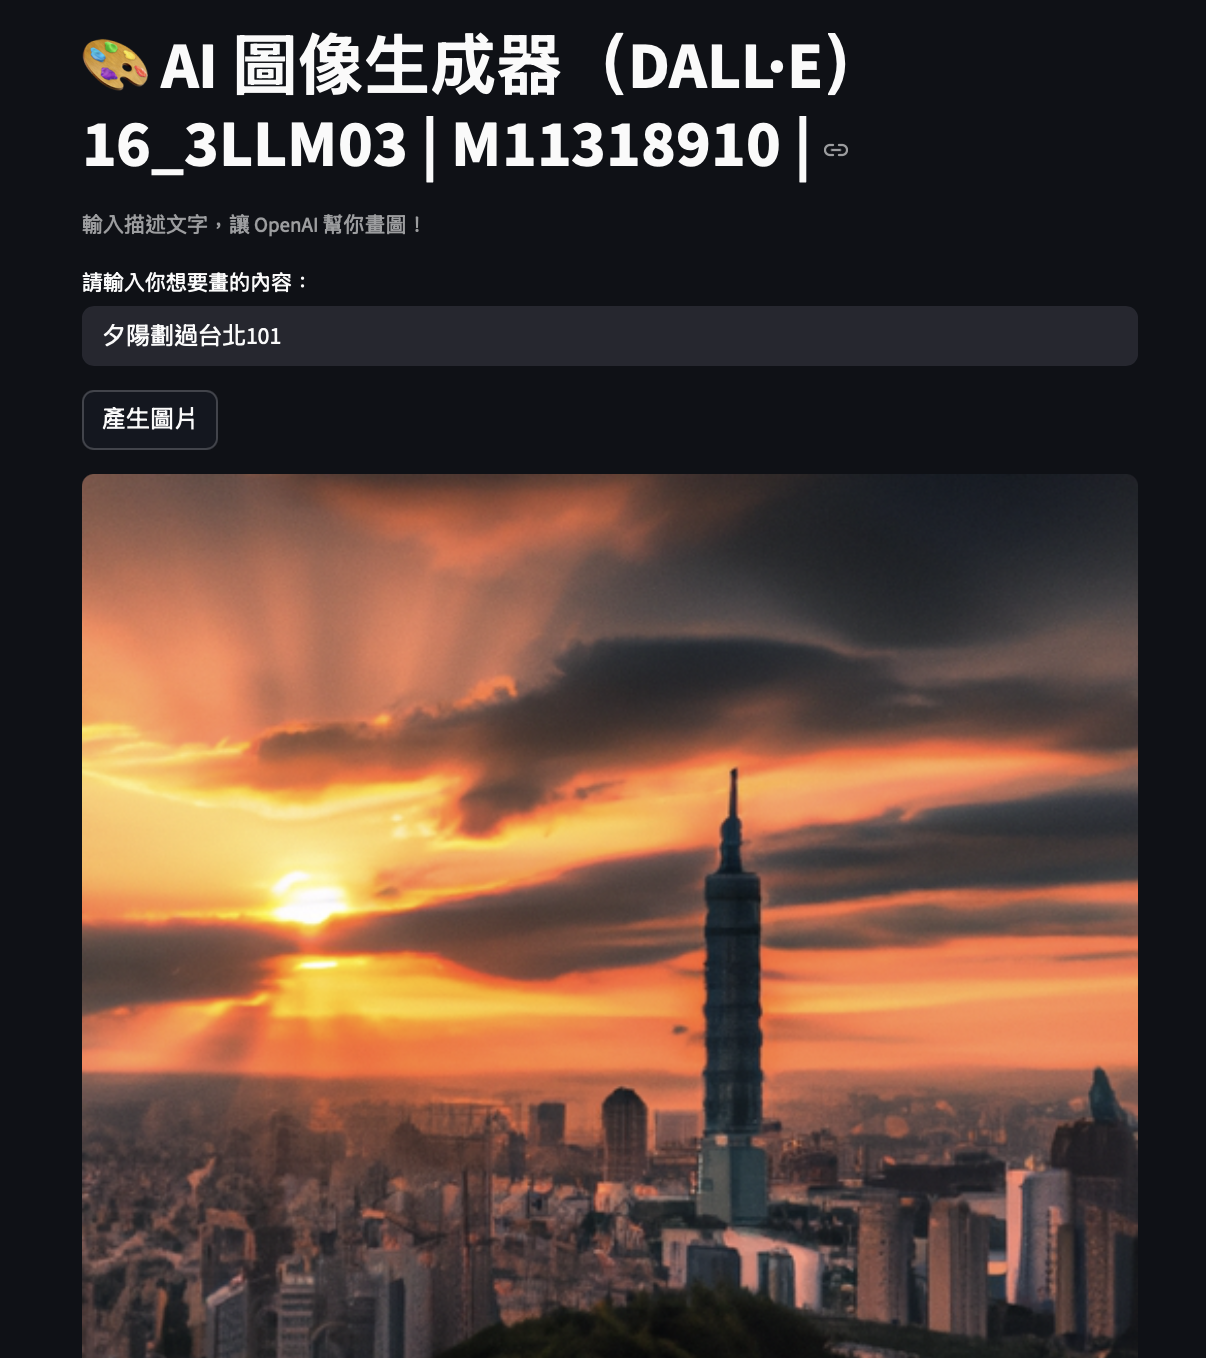 🎨 AI 圖像生成器（DALL·E）
16_3LLM03 | M11318910 |
輸入描述文字，讓 OpenAI 幫你畫圖！
請輸入你想要畫的內容：
夕陽劃過台北101
產生圖片